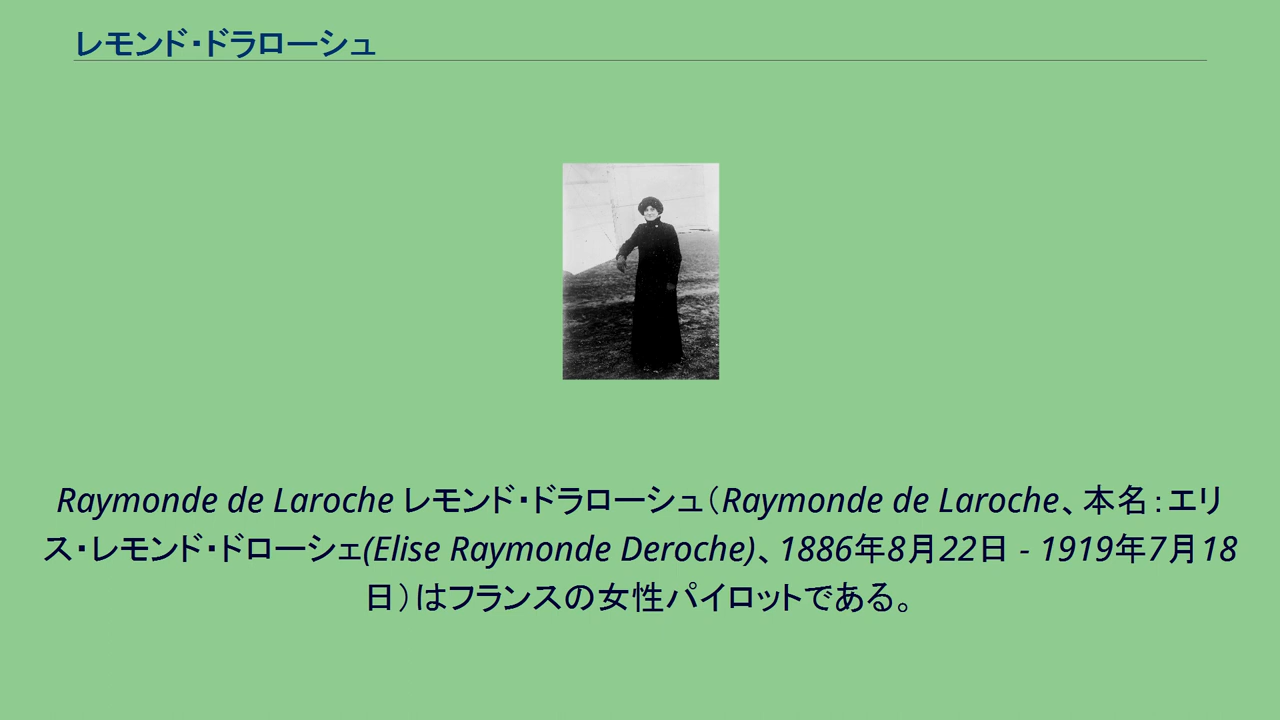 レモンド・ドラローシュ
Raymonde de Laroche レモンド・ドラローシュ（Raymonde de Laroche、本名：エリ
ス・レモンド・ドローシェ(Elise Raymonde Deroche)、1886年8月22日 - 1919年7月18
日）はフランスの女性パイロットである。